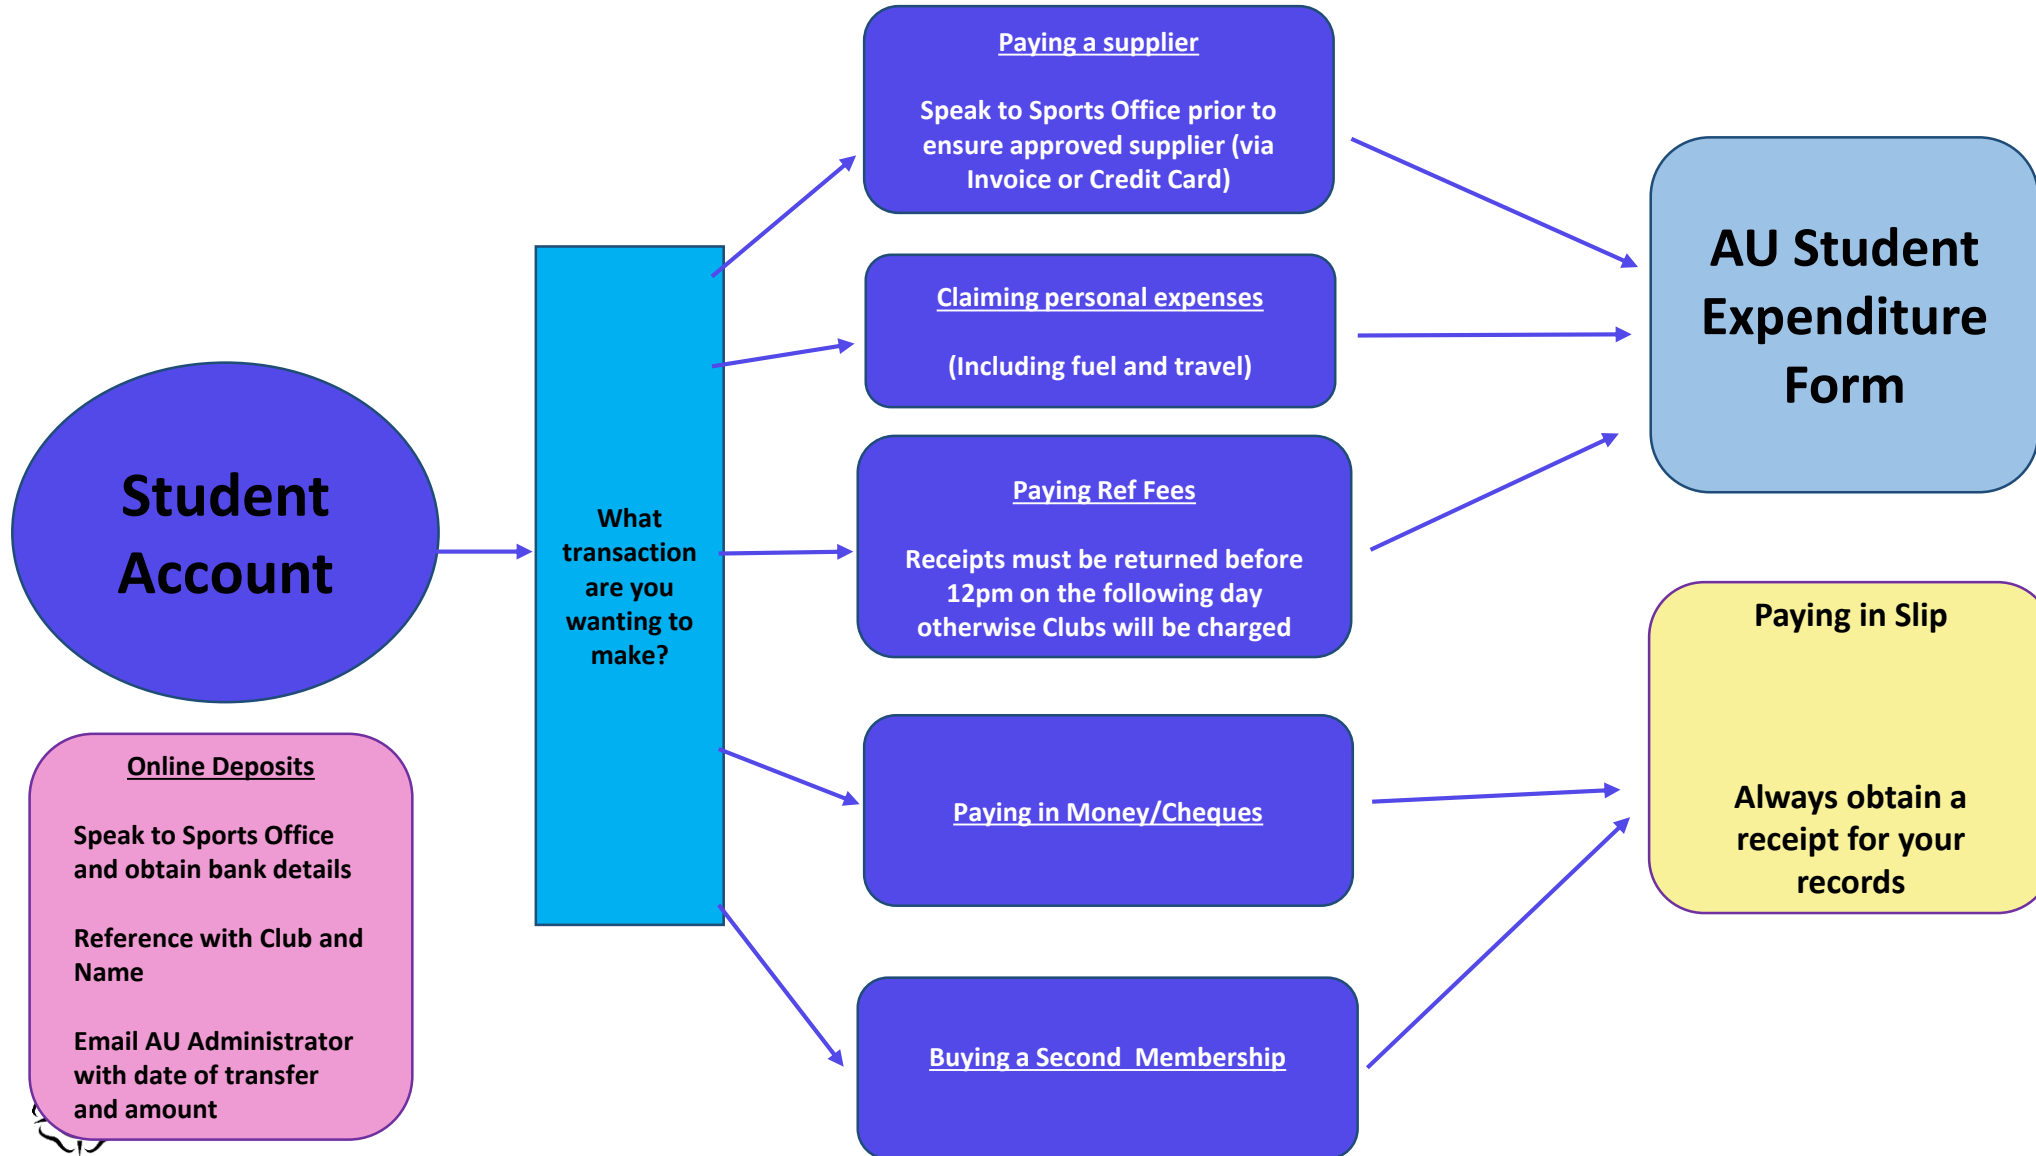 Student
Account
Online Deposits
Speak to Sports Office
and obtain bank details
Reference with Club and
Name
Email AU Administrator
with date of transfer
and amount
What
transaction
are you
wanting to
make?
Paying a supplier
Speak to Sports Office prior to
ensure approved supplier (via
Invoice or Credit Card)
Claiming personal expenses
(Including fuel and travel)
Paying Ref Fees
Receipts must be returned before
12pm on the following day
otherwise Clubs will be charged
Paying in Money/Cheques
Buying a Second  Membership
AU Student
Expenditure
Form
Paying in Slip
Always obtain a
receipt for your
records